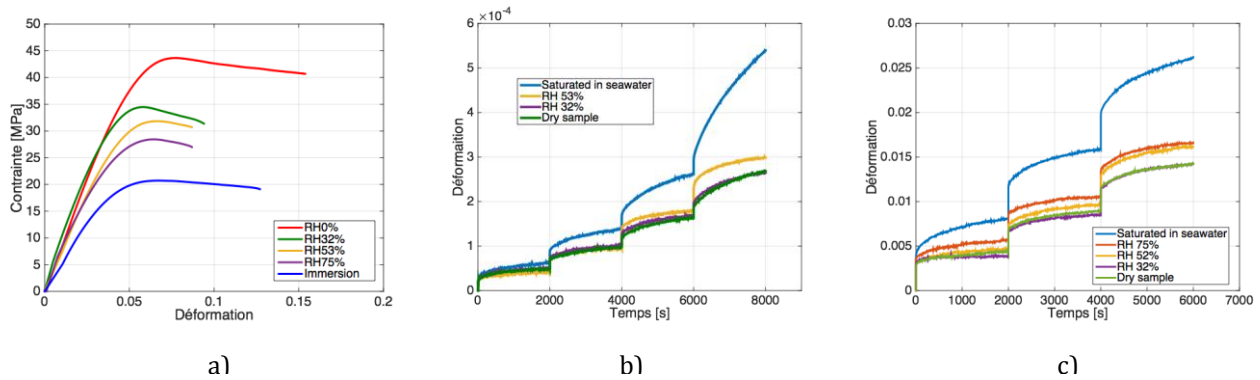 50
45
40
35
30
25
20
15
10
5
0
Contrainte [MPa]
0
0.05
0.1
0.15
0.2
Déformation
RH0%
RH32%
RH53%
RH75%
Immersion
a)
6 ×10⁻⁴
5
4
3
2
1
0
Déformaition
0
2000
4000
6000
8000
Temps [s]
Saturated in seawater
RH 53%
RH 32%
Dry sample
b)
0.03
0.025
0.02
0.015
0.01
0.005
0
Déformation
0
1000
2000
3000
4000
5000
6000
7000
Temps [s]
Saturated in seawater
RH 75%
RH 52%
RH 32%
Dry sample
c)